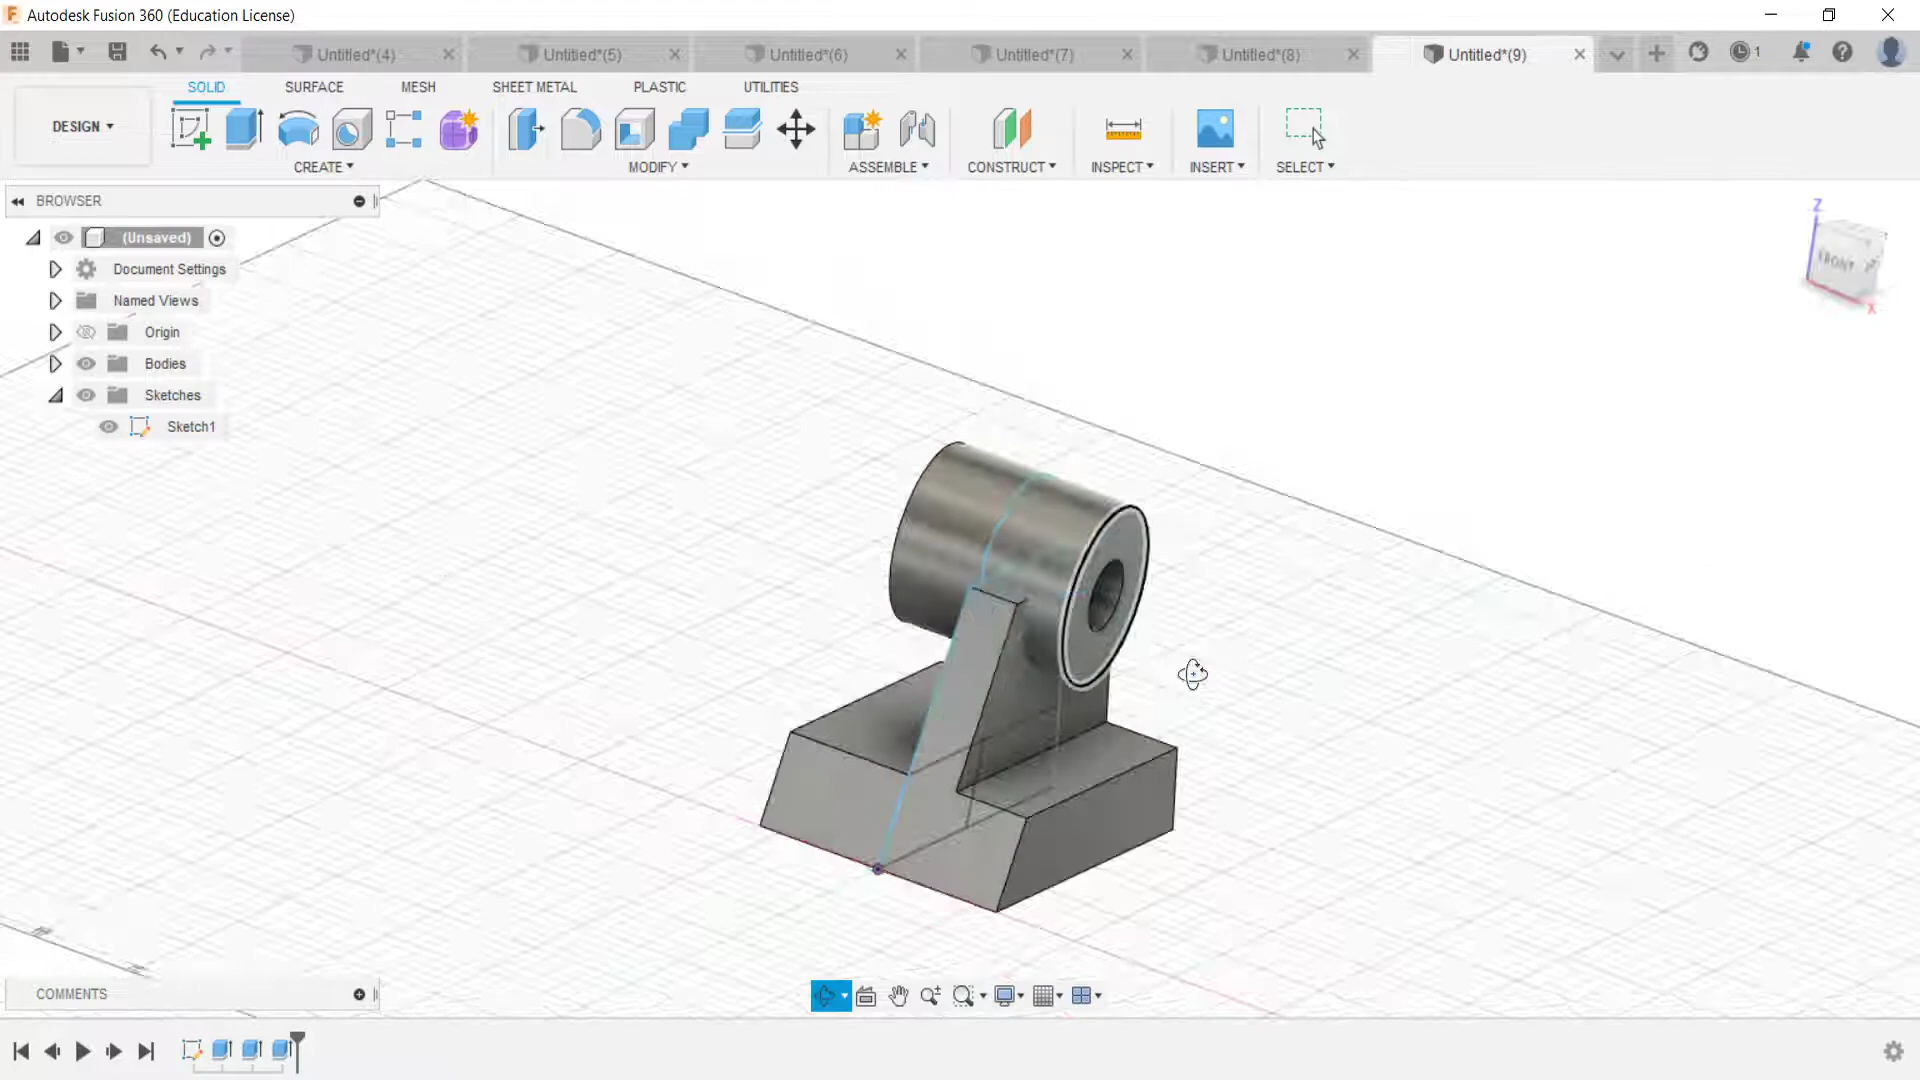 Autodesk Fusion 360 (Education License)
Untitled*(4)
Untitled*(5)
Untitled*(6)
Untitled*(7)
Untitled*(8)
Untitled*(9)
1
SOLID
SURFACE
MESH
SHEET METAL
PLASTIC
UTILITIES
DESIGN
CREATE
MODIFY
ASSEMBLE
CONSTRUCT
INSPECT
INSERT
SELECT
BROWSER
(Unsaved)
Document Settings
Named Views
Origin
Bodies
Sketches
Sketch1
Z
FRONT
X
COMMENTS